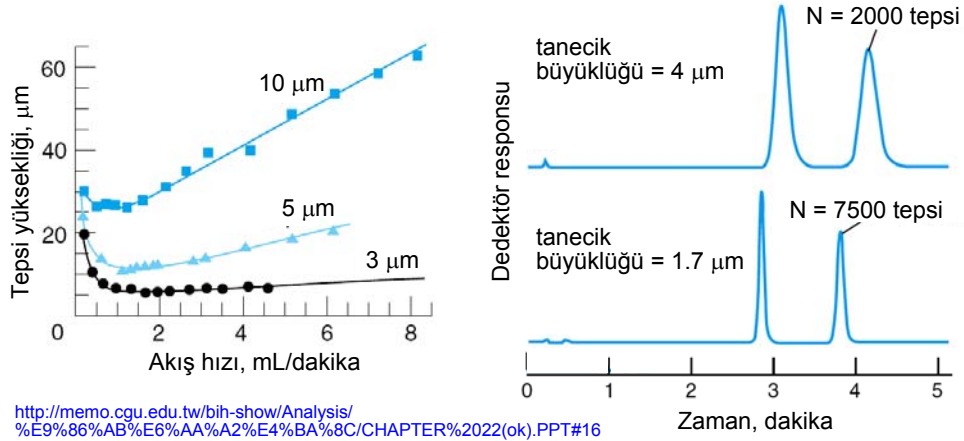 Tepsi yüksekliği, μm
60
40
20
0
10 μm
5 μm
3 μm
0
2
4
6
8
Akış hızı, mL/dakika
Dedektör responsu
tanecik
büyüklüğü = 4 μm
N = 2000 tepsi
tanecik
büyüklüğü = 1.7 μm
N = 7500 tepsi
0
1
2
3
4
5
Zaman, dakika
http://memo.cgu.edu.tw/bih-show/Analysis/
%E9%86%AB%E6%AA%A2%E4%BA%8C/CHAPTER%2022(ok).PPT#16